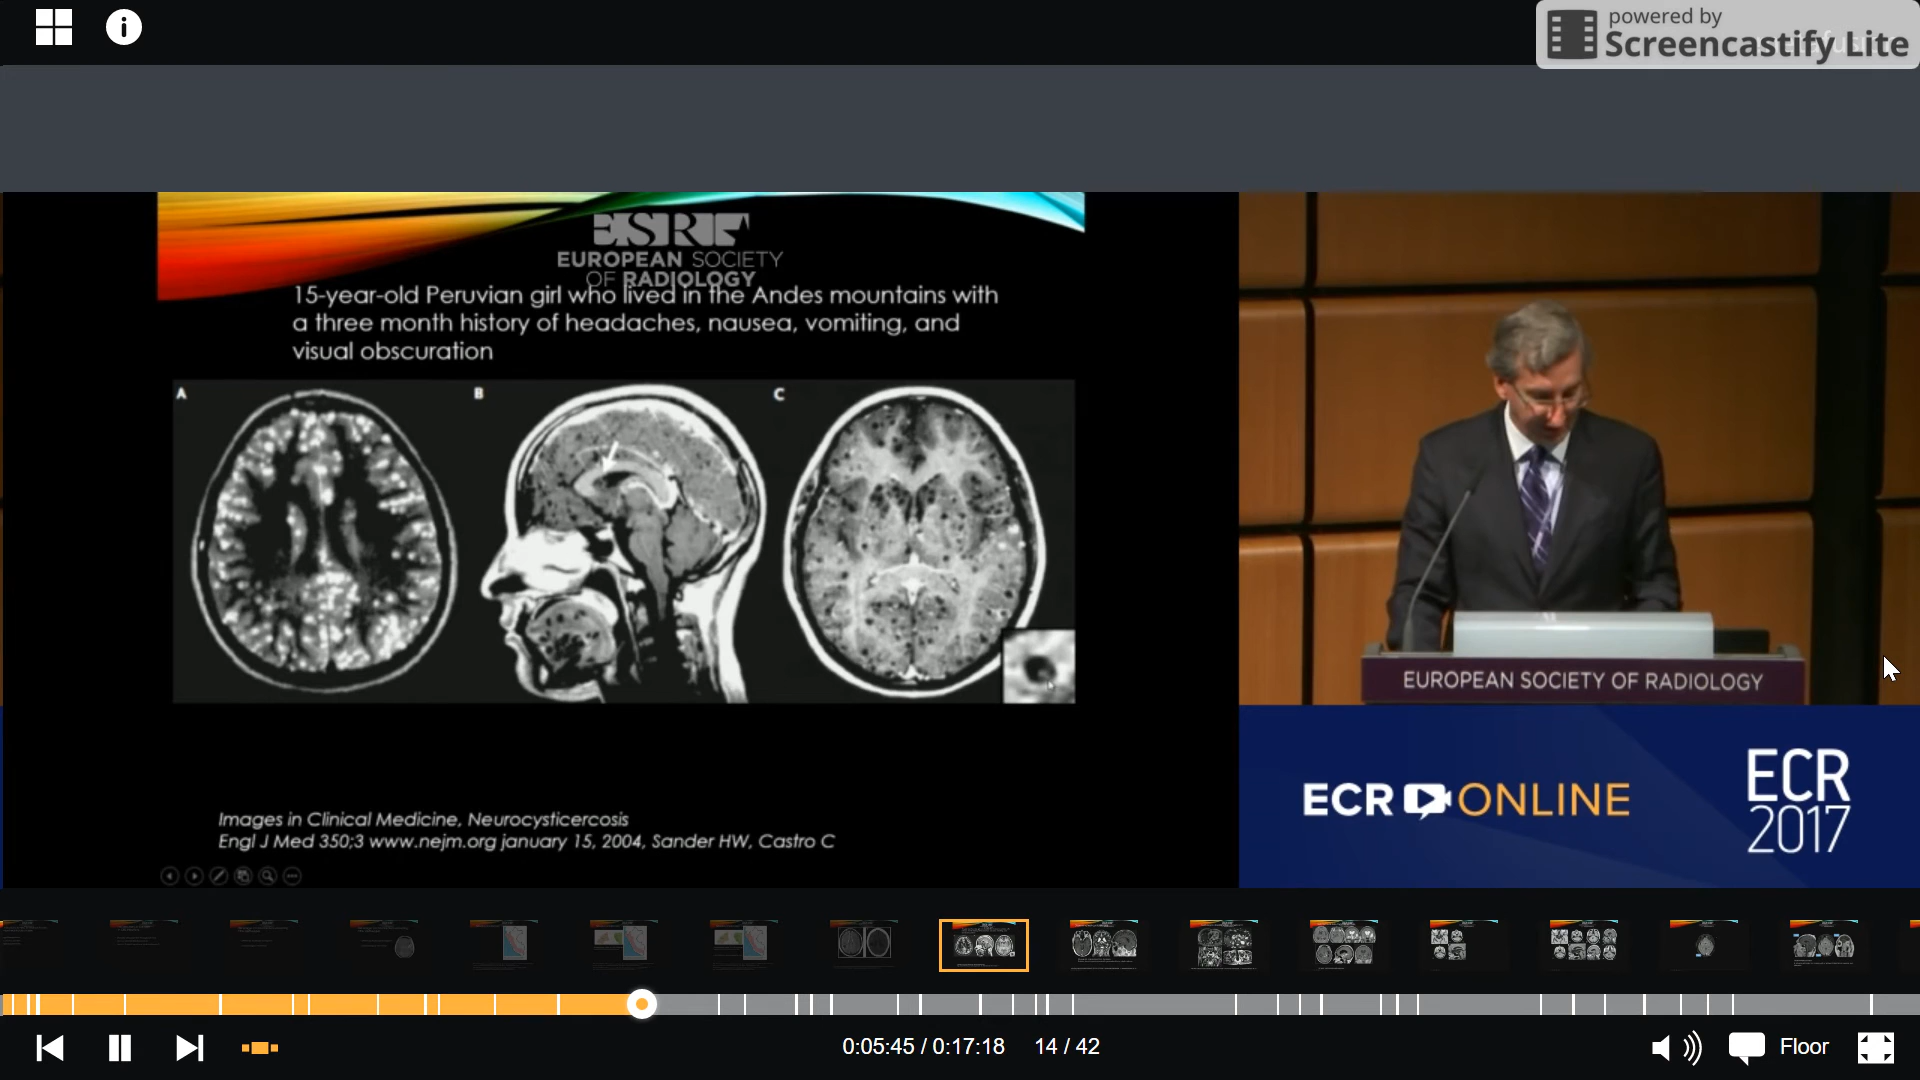 powered by
Screencastify Lite
ESR
EUROPEAN SOCIETY
OF RADIOLOGY
15-year-old Peruvian girl who lived in the Andes mountains with
a three month history of headaches, nausea, vomiting, and
visual obscuration
A
B
C
Images in Clinical Medicine, Neurocysticercosis
Engl J Med 350;3 www.nejm.org january 15, 2004, Sander HW, Castro C
EUROPEAN SOCIETY OF RADIOLOGY
ECR ONLINE
ECR
2017
0:05:45 / 0:17:18
14 / 42
Floor